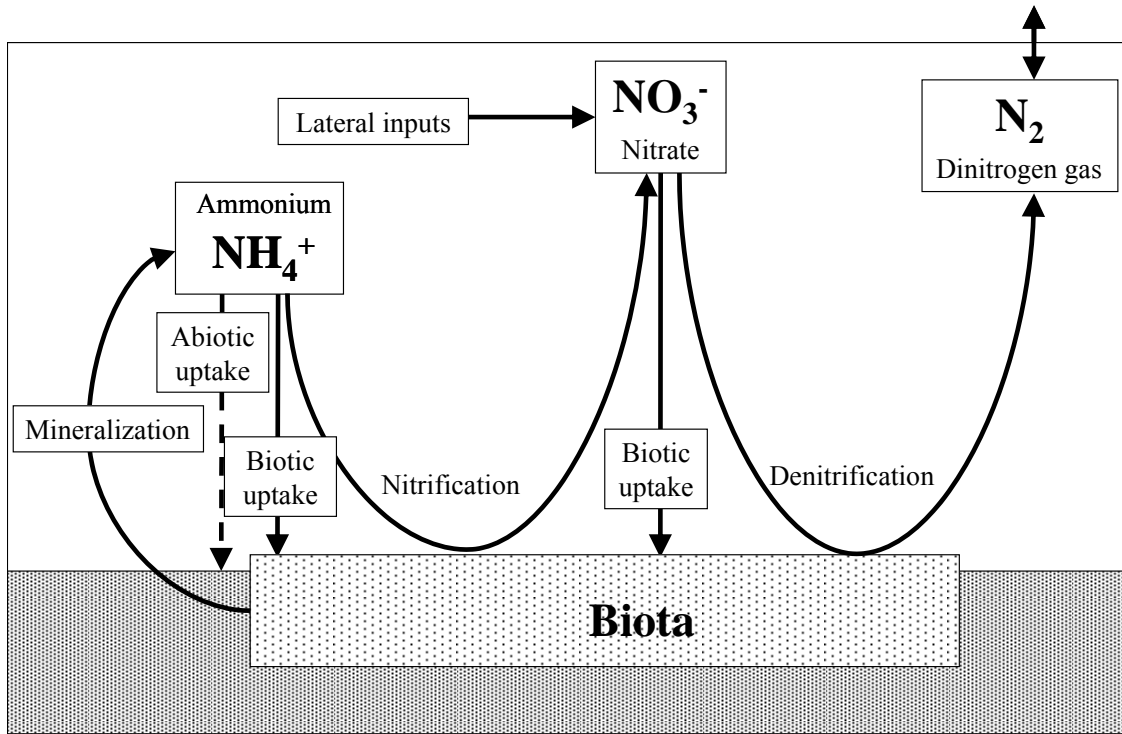 NO₃⁻
Nitrate
N₂
Dinitrogen gas
Lateral inputs
Ammonium
NH₄⁺
Abiotic
uptake
Mineralization
Biotic
uptake
Nitrification
Biotic
uptake
Denitrification
Biota